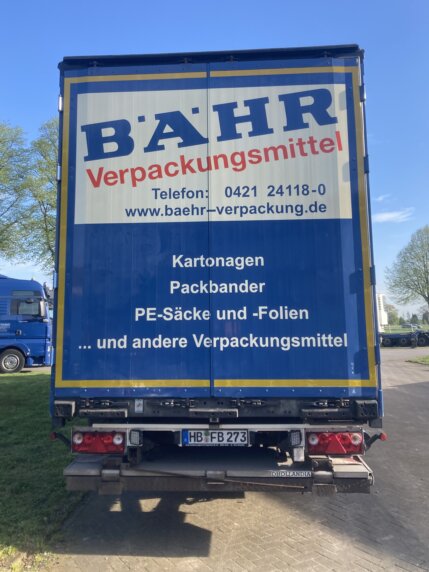 BÄHR
Verpackungsmittel
Telefon: 0421 24118-0
www.baehr-verpackung.de
Kartonagen
Packbander
PE-Säcke und -Folien
... und andere Verpackungsmittel
HB FB 273
DHOLLANDIA